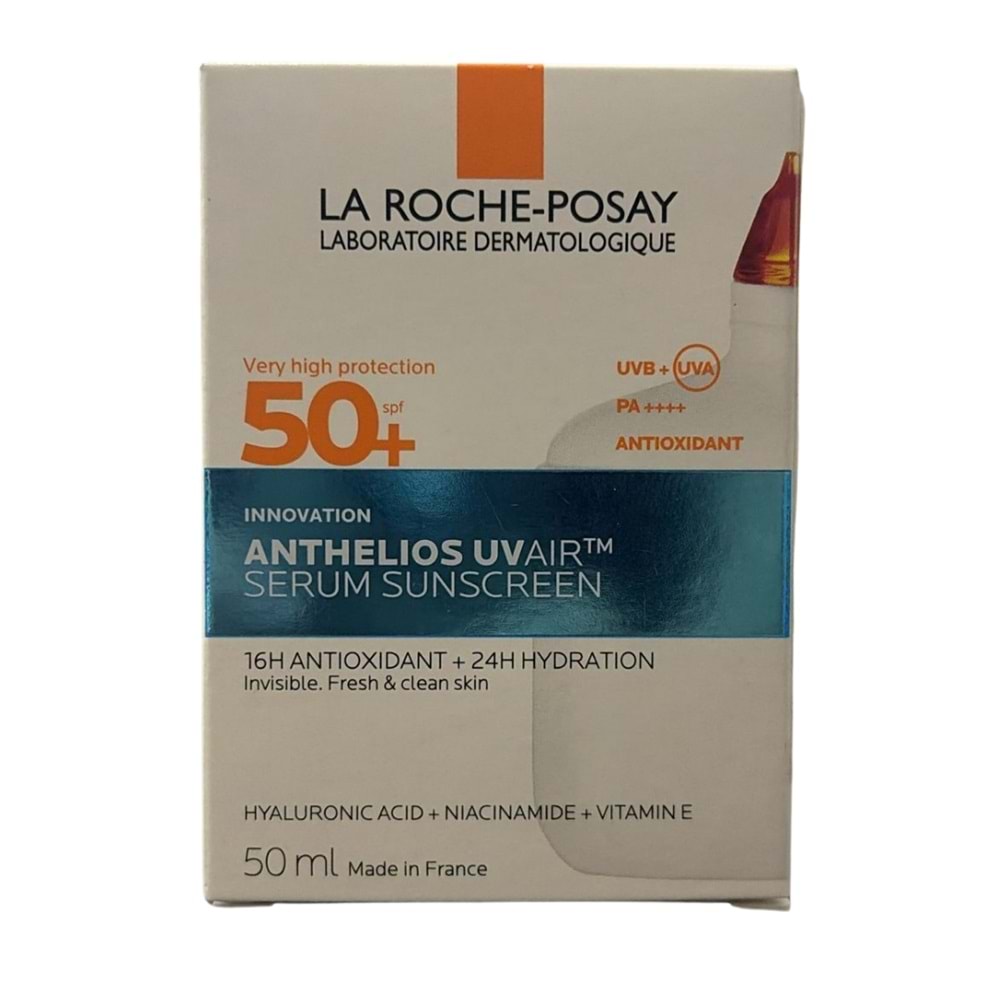 LA ROCHE-POSAY
LABORATOIRE DERMATOLOGIQUE
Very high protection
50+ spf
UVB + UVA
PA ++++
ANTIOXIDANT
INNOVATION
ANTHELIOS UVAIR™
SERUM SUNSCREEN
16H ANTIOXIDANT + 24H HYDRATION
Invisible. Fresh & clean skin
HYALURONIC ACID + NIACINAMIDE + VITAMIN E
50 ml Made in France